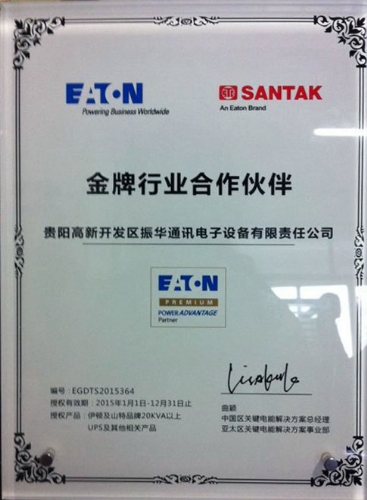 EATON
Powering Business Worldwide
SANTAK
An Eaton Brand
金牌行业合作伙伴
贵阳高新开发区振华通讯电子设备有限责任公司
EATON
PREMIUM
POWER ADVANTAGE
Partner
编号：EGDTS2015364
授权有效期：2015年1月1日-12月31日止
授权产品：伊顿及山特品牌20KVA以上
UPS及其他相关产品
曲颖
中国区关键电能解决方案总经理
亚太区关键电能解决方案事业部